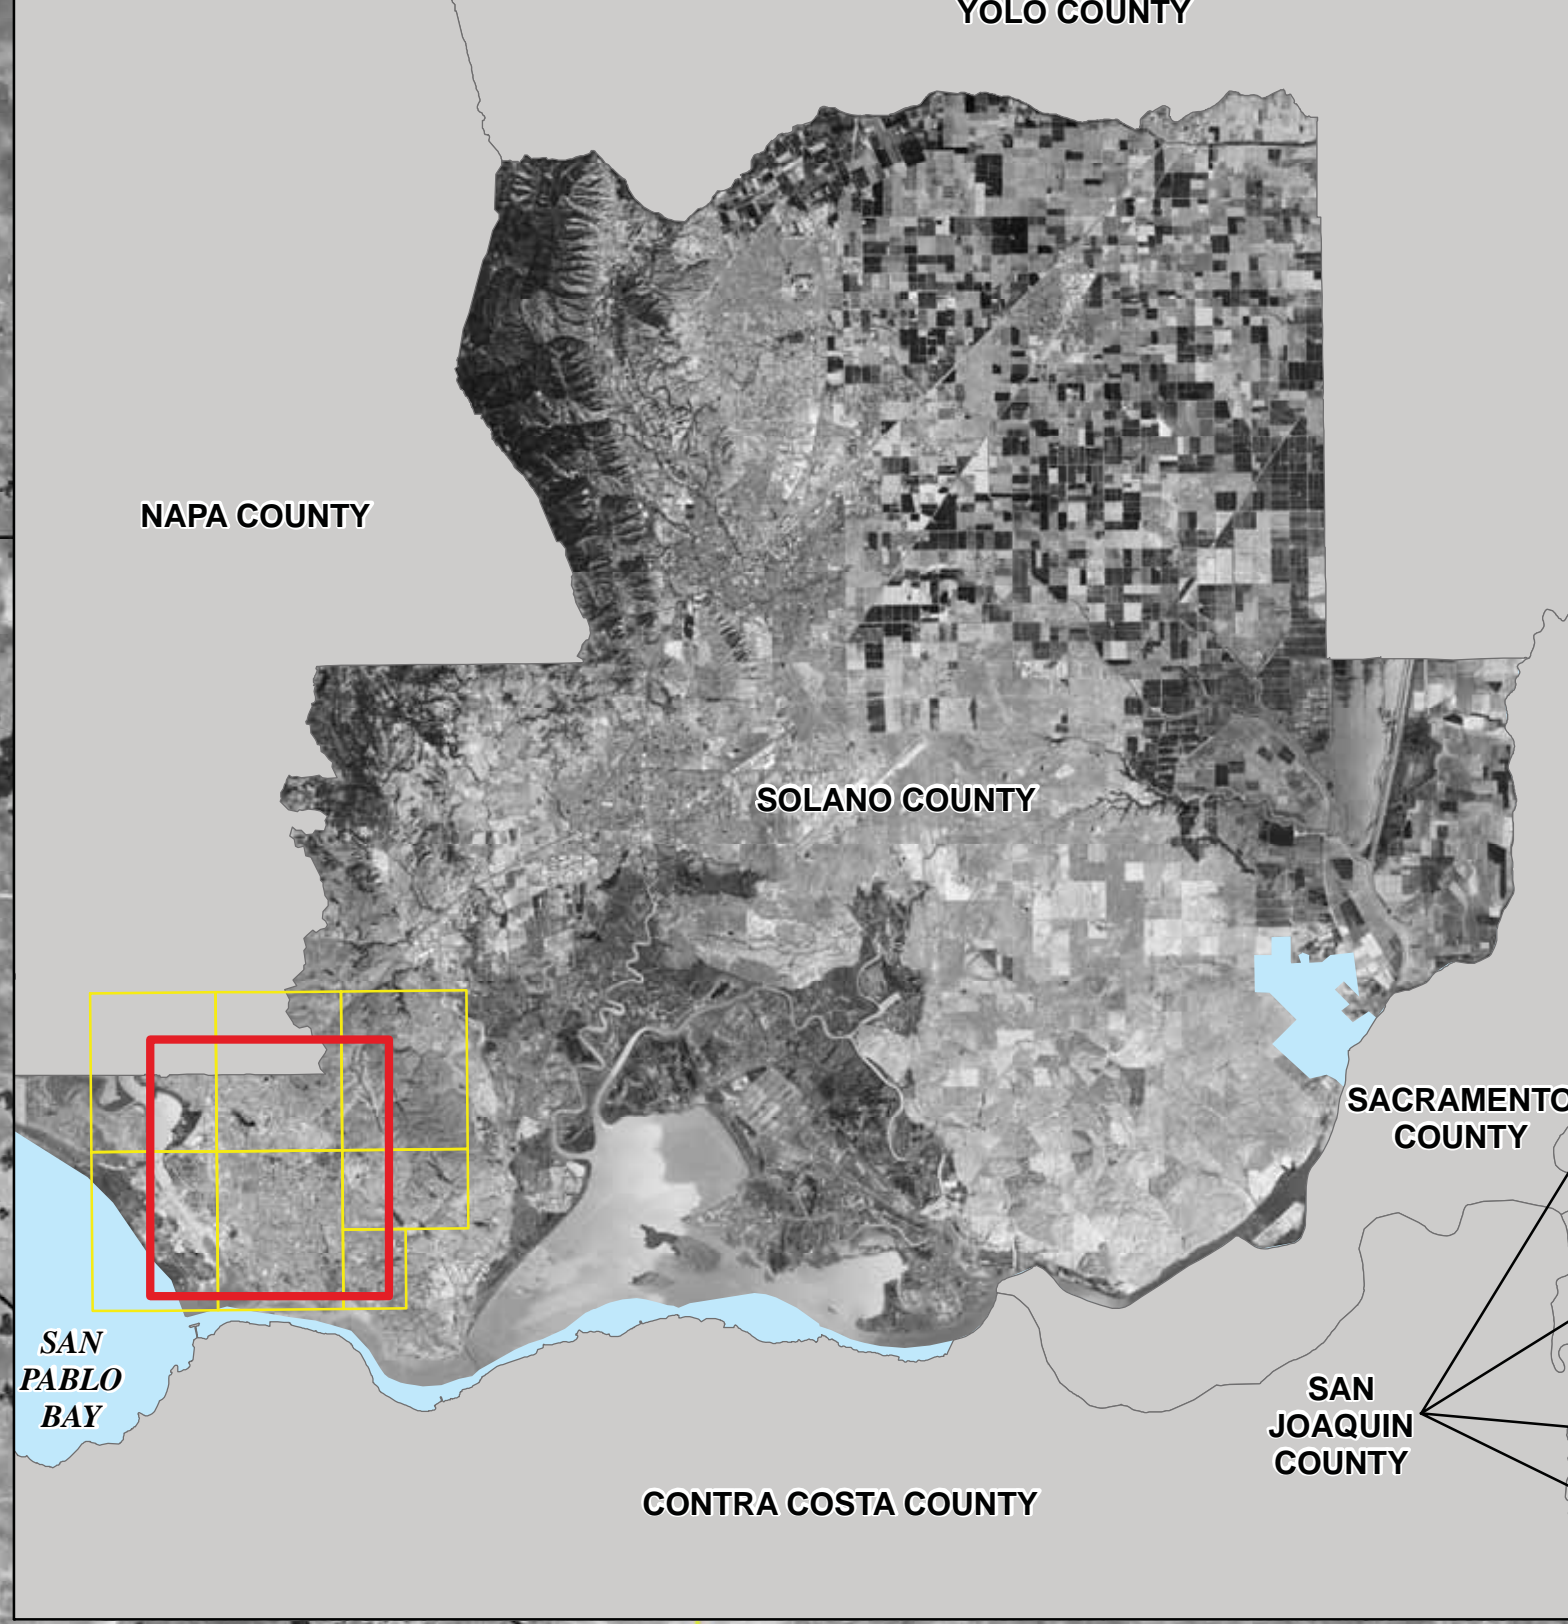 YOLO COUNTY
NAPA COUNTY
SOLANO COUNTY
SACRAMENTO
COUNTY
SAN
PABLO
BAY
SAN
JOAQUIN
COUNTY
CONTRA COSTA COUNTY